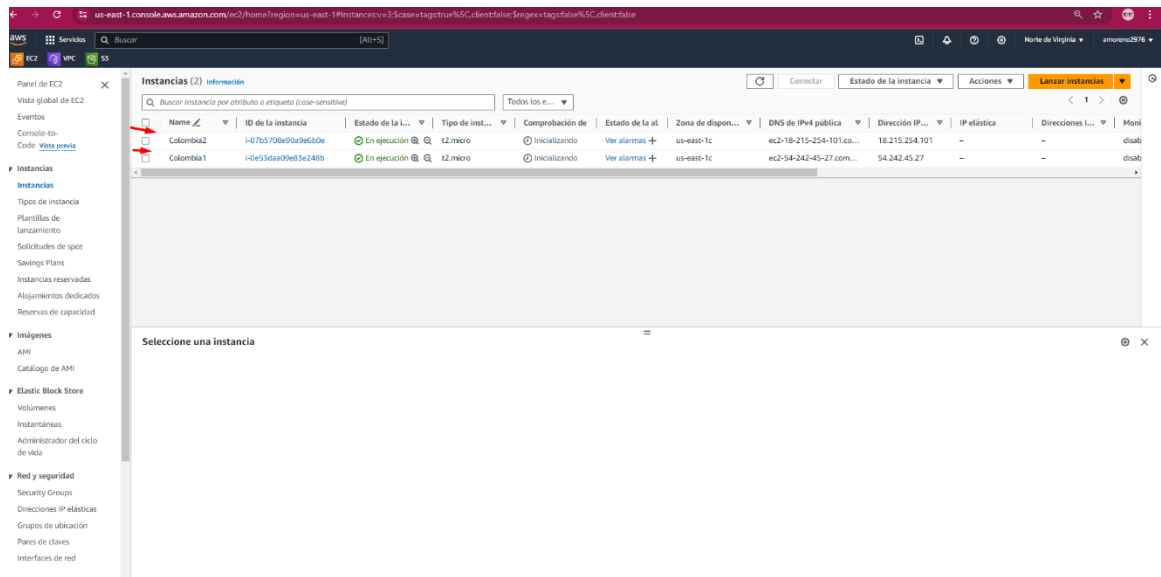 us-east-1.console.aws.amazon.com/ec2/home?region=us-east-1#Instances:v=3;$case=tags:true%5C,client:false;$regex=tags:false%5C,client:false
aws Servicios Buscar [Alt+S] Norte de Virginia amoreno2976
EC2 VPC S3
Panel de EC2
Vista global de EC2
Eventos
Console-to-
Code Vista previa
Instancias
Instancias
Tipos de instancia
Plantillas de
lanzamiento
Solicitudes de spot
Savings Plans
Instancias reservadas
Alojamientos dedicados
Reservas de capacidad
Imágenes
AMI
Catálogo de AMI
Elastic Block Store
Volúmenes
Instantáneas
Administrador del ciclo
de vida
Red y seguridad
Security Groups
Direcciones IP elásticas
Grupos de ubicación
Pares de claves
Interfaces de red
Instancias (2) Información Conectar Estado de la instancia Acciones Lanzar instancias
Buscar Instancia por atributo o etiqueta (case-sensitive) Todos los e... 1
Name ID de la instancia Estado de la i... Tipo de inst... Comprobación de Estado de la al Zona de dispon... DNS de IPv4 pública Dirección IP... IP elástica Direcciones I... Moni
Colombia2 i-07b5708e90a9e6b0e En ejecución t2.micro Inicializando Ver alarmas + us-east-1c ec2-18-215-254-101.co... 18.215.254.101 – – disab
Colombia1 i-0e53daa09e83e248b En ejecución t2.micro Inicializando Ver alarmas + us-east-1c ec2-54-242-45-27.com... 54.242.45.27 – – disab
Seleccione una instancia